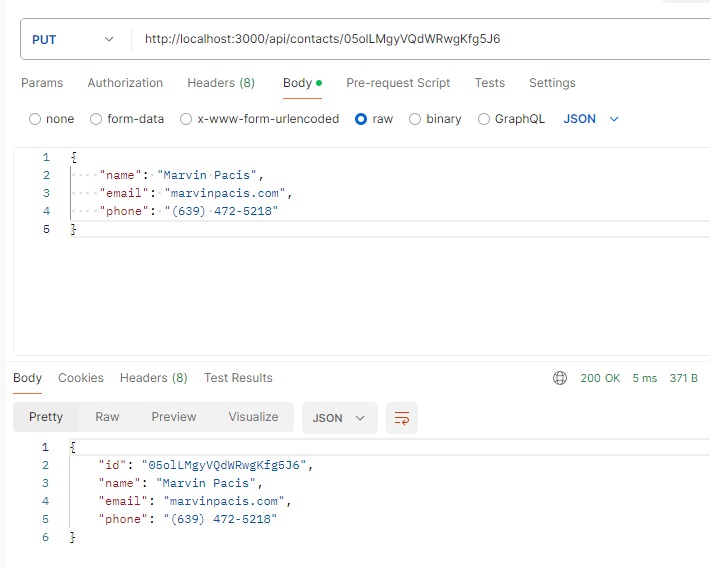 PUT http://localhost:3000/api/contacts/05olLMgyVQdWRwgKfg5J6
Params Authorization Headers (8) Body Pre-request Script Tests Settings
none form-data x-www-form-urlencoded raw binary GraphQL JSON
1 {
2 "name": "Marvin Pacis",
3 "email": "marvinpacis.com",
4 "phone": "(639) 472-5218"
5 }
Body Cookies Headers (8) Test Results 200 OK 5 ms 371 B
Pretty Raw Preview Visualize JSON
1 {
2 "id": "05olLMgyVQdWRwgKfg5J6",
3 "name": "Marvin Pacis",
4 "email": "marvinpacis.com",
5 "phone": "(639) 472-5218"
6 }